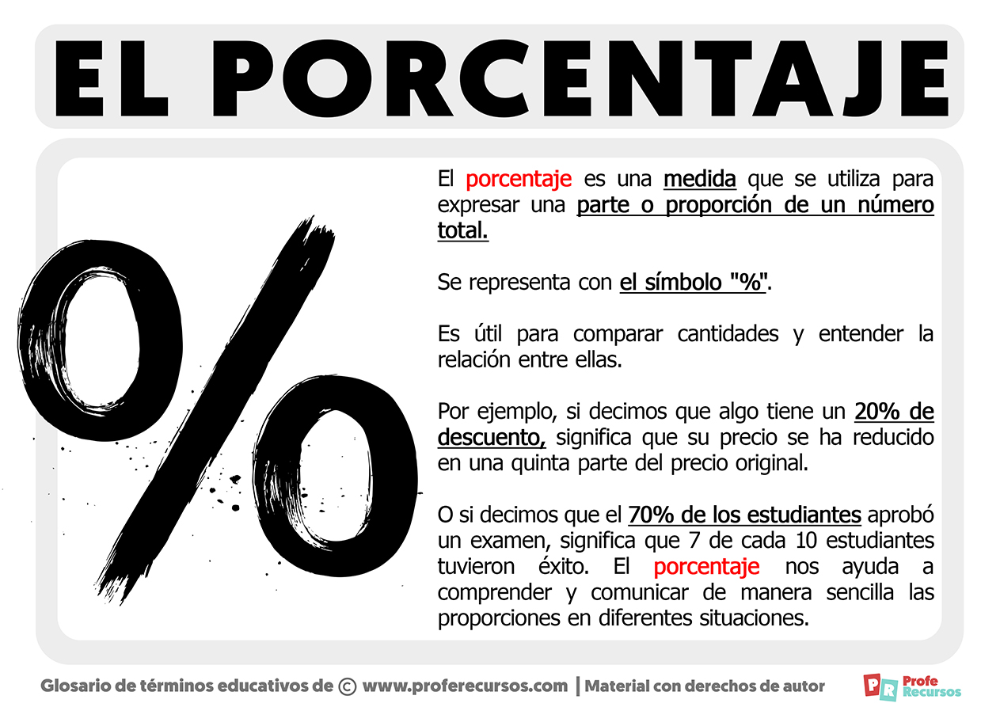 EL PORCENTAJE
El porcentaje es una medida que se utiliza para
expresar una parte o proporción de un número
total.
Se representa con el símbolo "%".
Es útil para comparar cantidades y entender la
relación entre ellas.
Por ejemplo, si decimos que algo tiene un 20% de
descuento, significa que su precio se ha reducido
en una quinta parte del precio original.
O si decimos que el 70% de los estudiantes aprobó
un examen, significa que 7 de cada 10 estudiantes
tuvieron éxito. El porcentaje nos ayuda a
comprender y comunicar de manera sencilla las
proporciones en diferentes situaciones.
%
Glosario de términos educativos de © www.proferecursos.com | Material con derechos de autor
PR Profe
Recursos